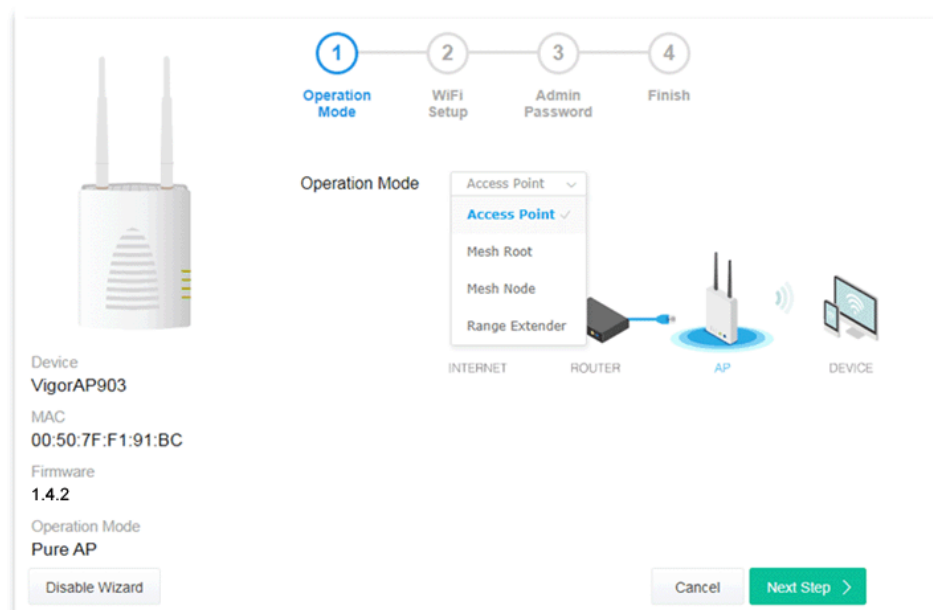 1
2
3
4
Operation
Mode
WiFi
Setup
Admin
Password
Finish
Operation Mode
Access Point
Access Point
Mesh Root
Mesh Node
Range Extender
INTERNET
ROUTER
AP
DEVICE
Device
VigorAP903
MAC
00:50:7F:F1:91:BC
Firmware
1.4.2
Operation Mode
Pure AP
Disable Wizard
Cancel
Next Step